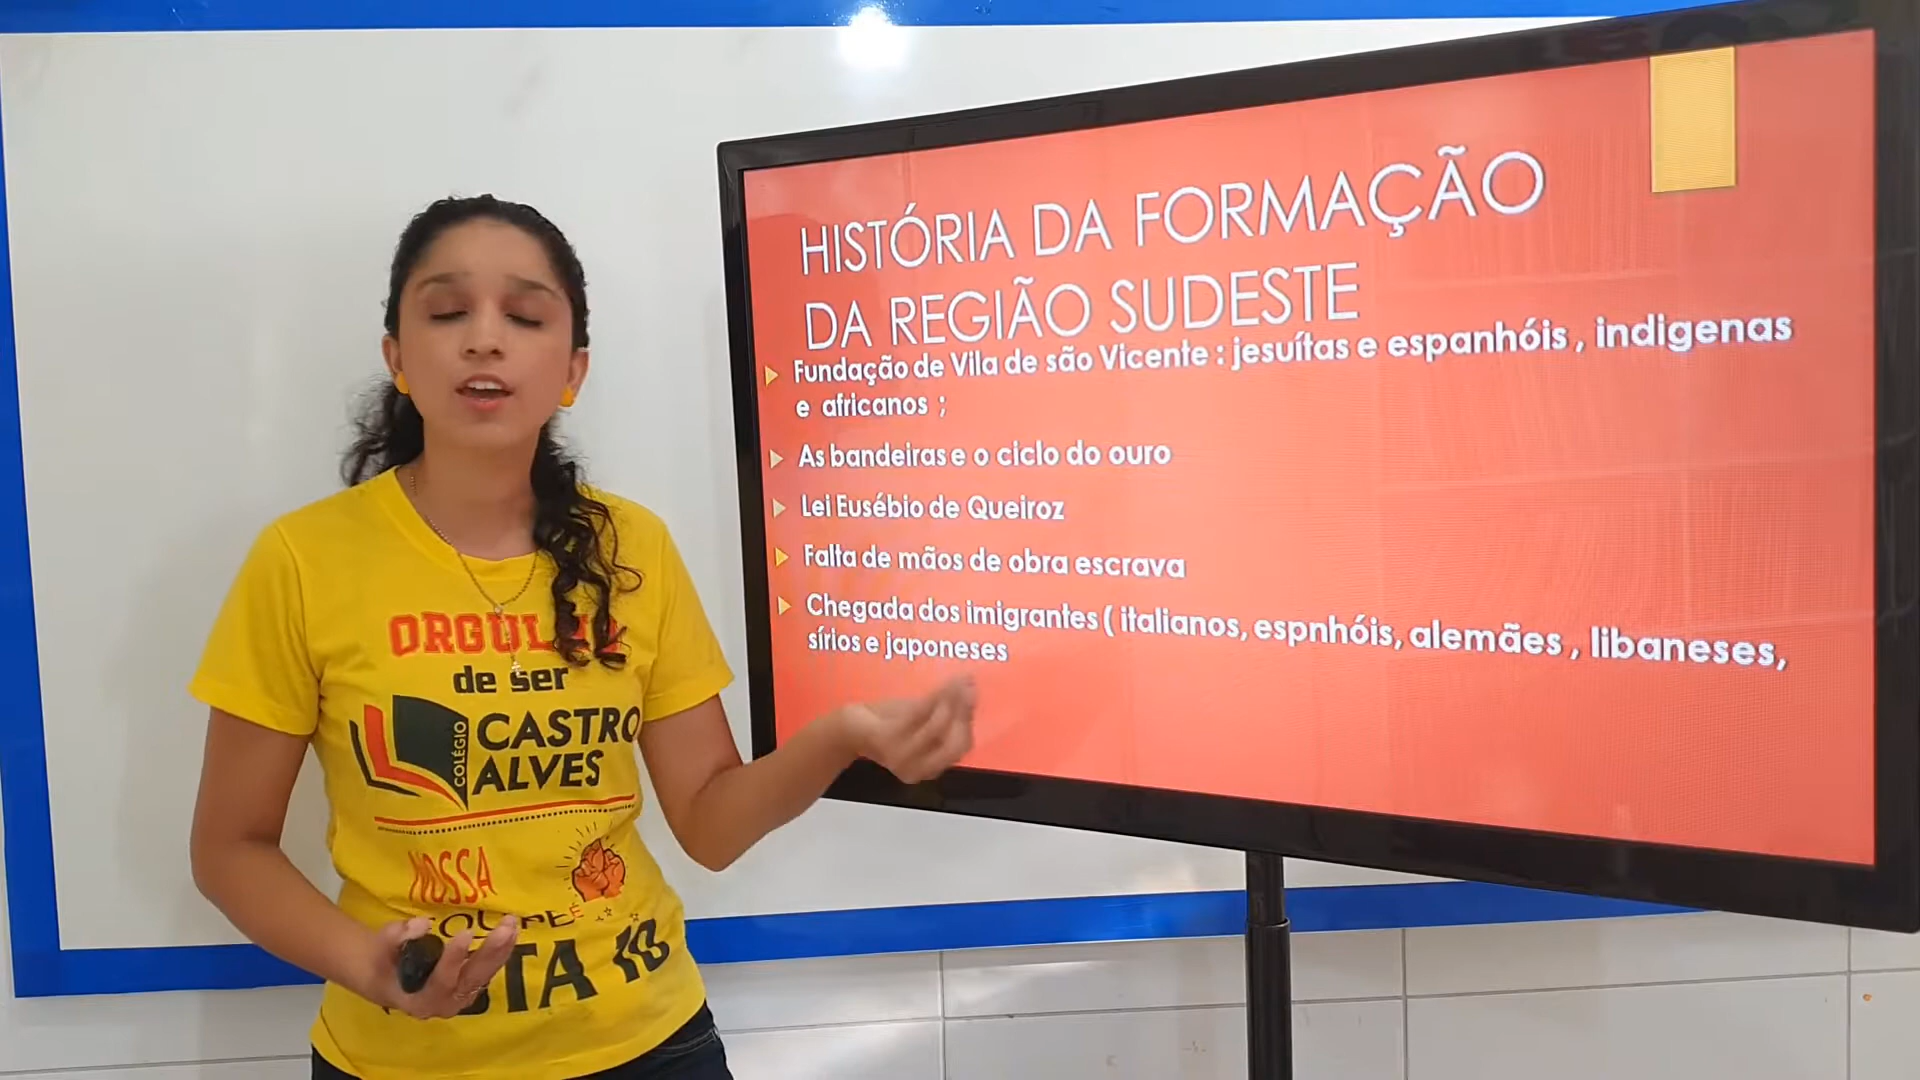 HISTÓRIA DA FORMAÇÃO
DA REGIÃO SUDESTE
Fundação de Vila de são Vicente : jesuítas e espanhóis , indigenas
e africanos ;
As bandeiras e o ciclo do ouro
Lei Eusébio de Queiroz
Falta de mãos de obra escrava
Chegada dos imigrantes ( italianos, espnhóis, alemães , libaneses,
sírios e japoneses
de ser
COLÉGIO
CASTRO
ALVES
NOSSA
É
10